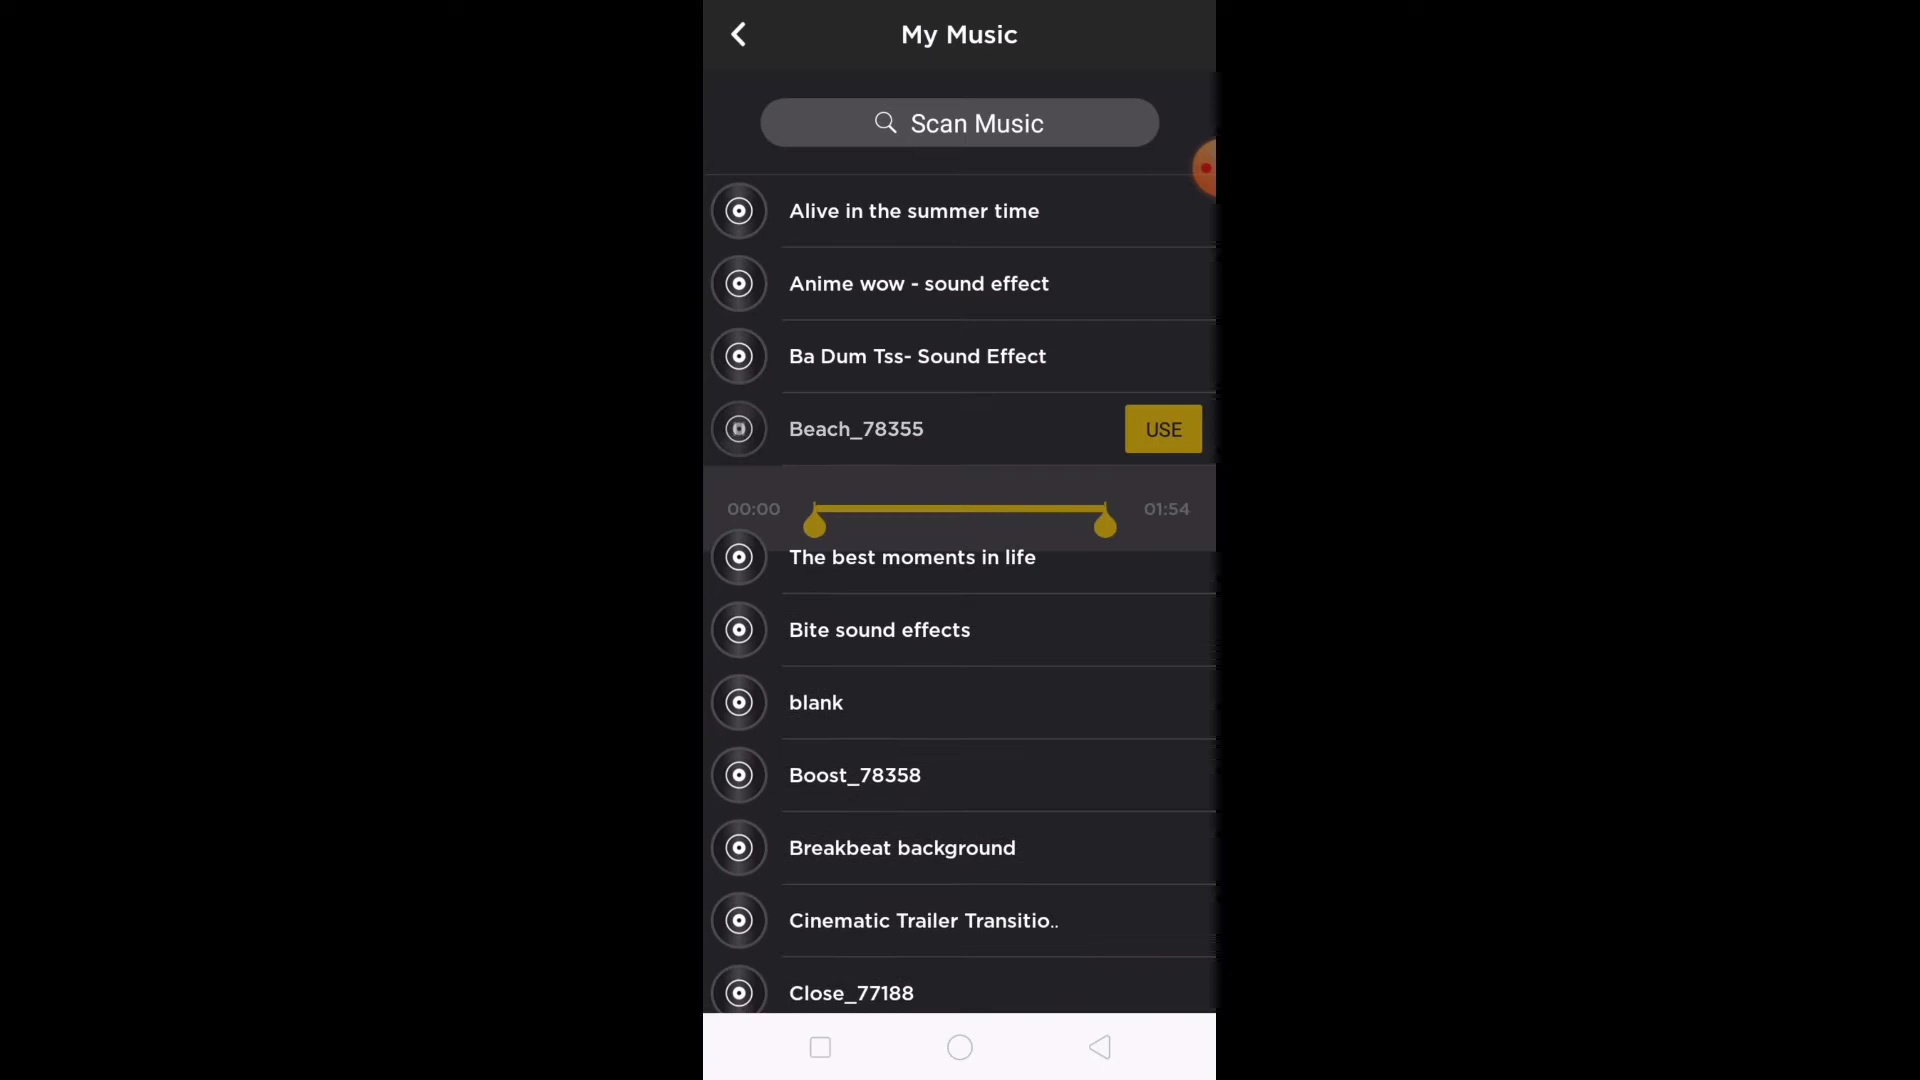 My Music
Scan Music
Alive in the summer time
Anime wow - sound effect
Ba Dum Tss- Sound Effect
Beach_78355
USE
00:00
01:54
The best moments in life
Bite sound effects
blank
Boost_78358
Breakbeat background
Cinematic Trailer Transitio..
Close_77188